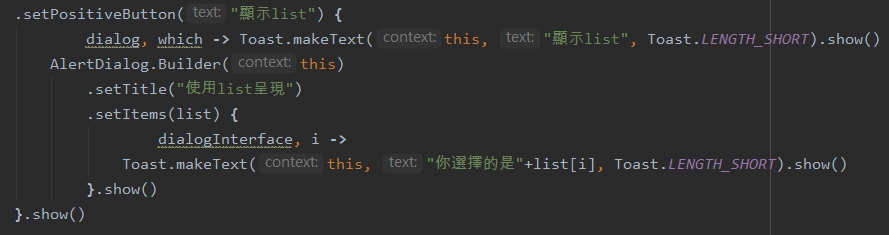 .setPositiveButton( text: "顯示list") {
dialog, which -> Toast.makeText( context: this, text: "顯示list", Toast.LENGTH_SHORT).show()
AlertDialog.Builder( context: this)
.setTitle("使用list呈現")
.setItems(list) {
dialogInterface, i ->
Toast.makeText( context: this, text: "你選擇的是"+list[i], Toast.LENGTH_SHORT).show()
}.show()
}.show()